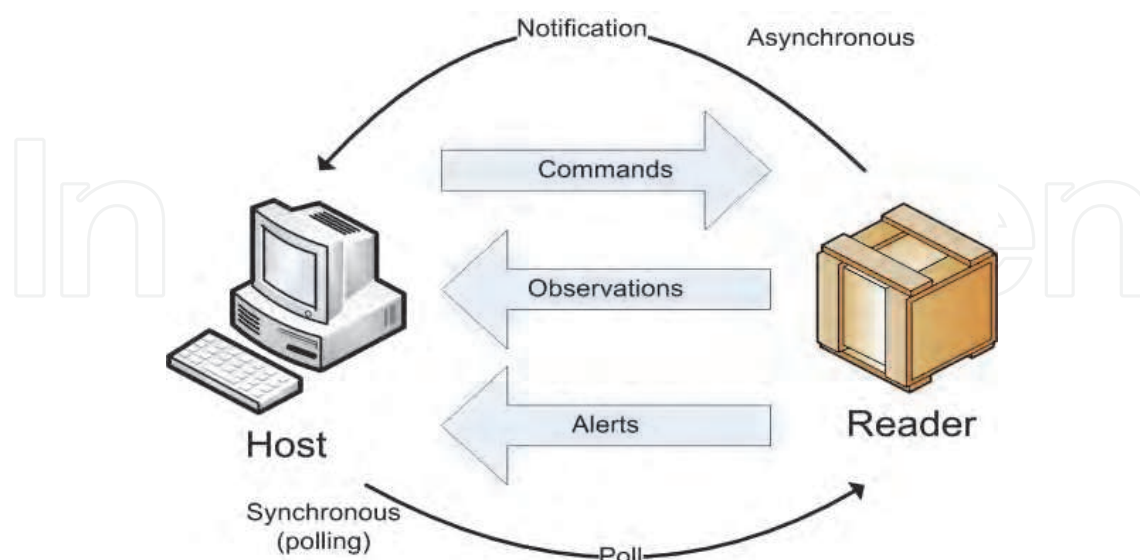 Notification
Asynchronous
Commands
Observations
Alerts
Host
Reader
Synchronous
(polling)
Poll